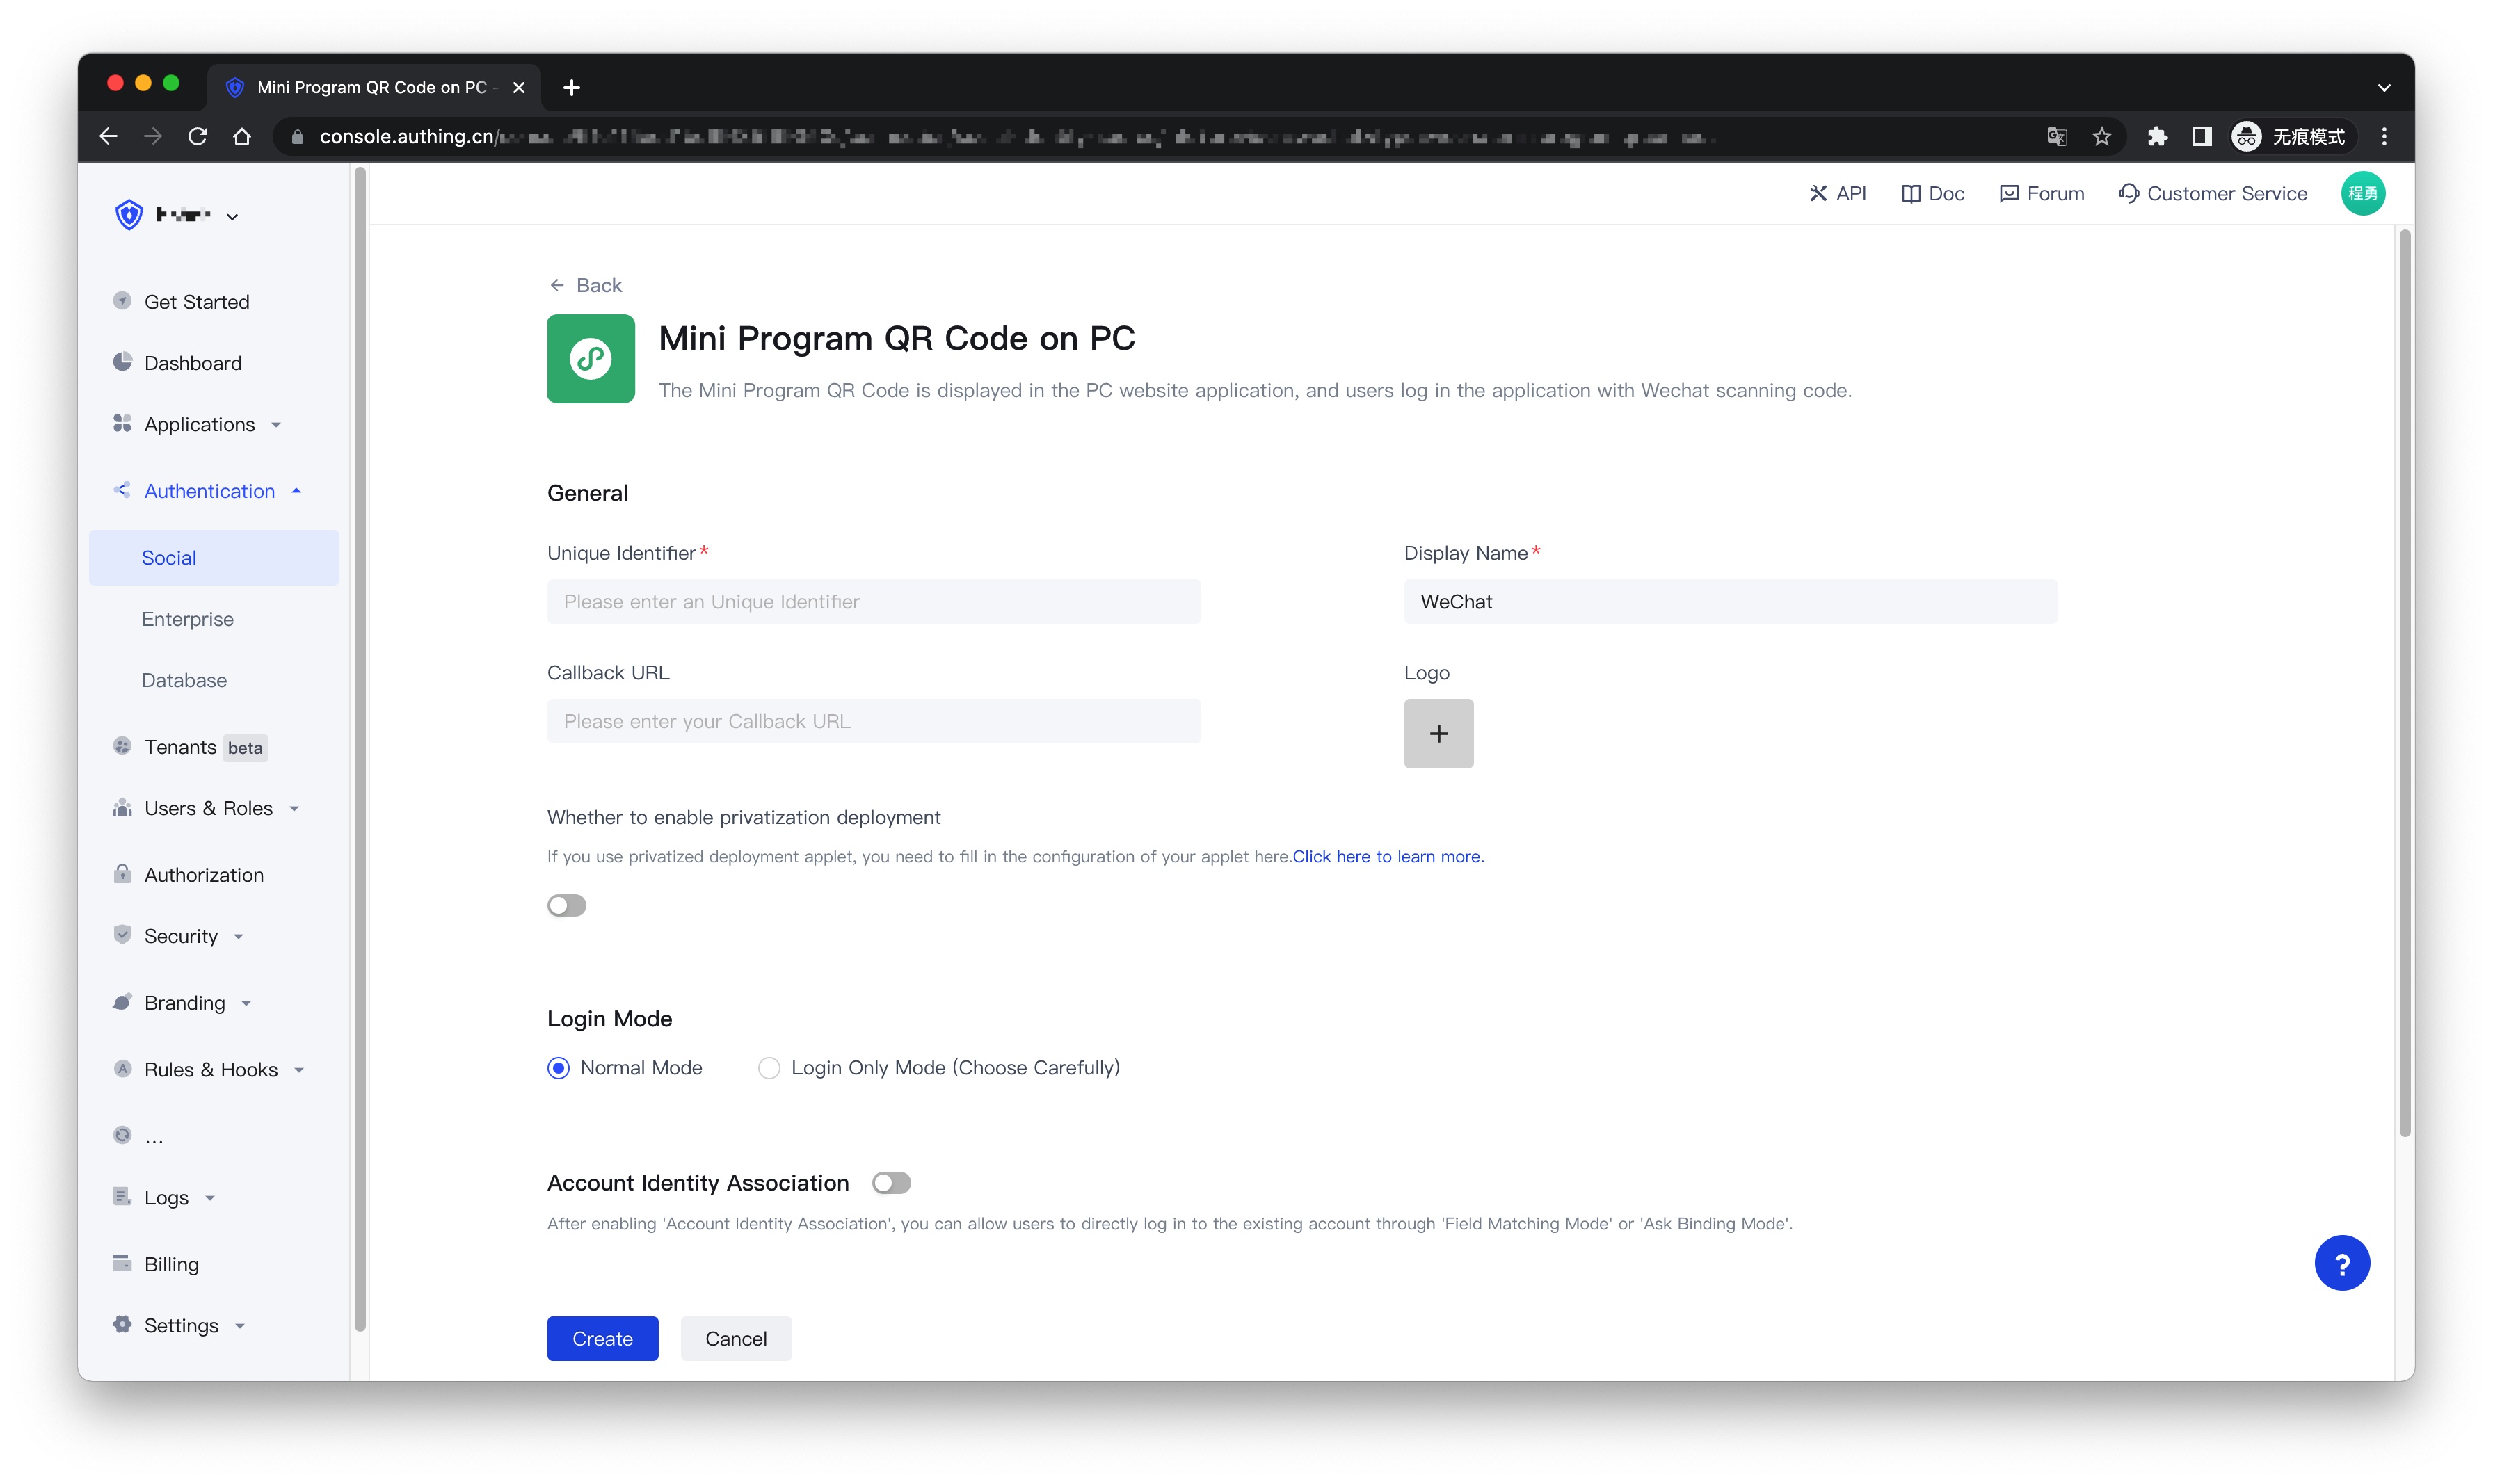 Mini Program QR Code on PC -
console.authing.cn/
无痕模式
API
Doc
Forum
Customer Service
程勇
Get Started
Dashboard
Applications
Authentication
Social
Enterprise
Database
Tenants beta
Users & Roles
Authorization
Security
Branding
Rules & Hooks
...
Logs
Billing
Settings
Back
Mini Program QR Code on PC
The Mini Program QR Code is displayed in the PC website application, and users log in the application with Wechat scanning code.
General
Unique Identifier*
Display Name*
Please enter an Unique Identifier
WeChat
Callback URL
Logo
Please enter your Callback URL
+
Whether to enable privatization deployment
If you use privatized deployment applet, you need to fill in the configuration of your applet here.Click here to learn more.
Login Mode
Normal Mode
Login Only Mode (Choose Carefully)
Account Identity Association
After enabling 'Account Identity Association', you can allow users to directly log in to the existing account through 'Field Matching Mode' or 'Ask Binding Mode'.
?
Create
Cancel